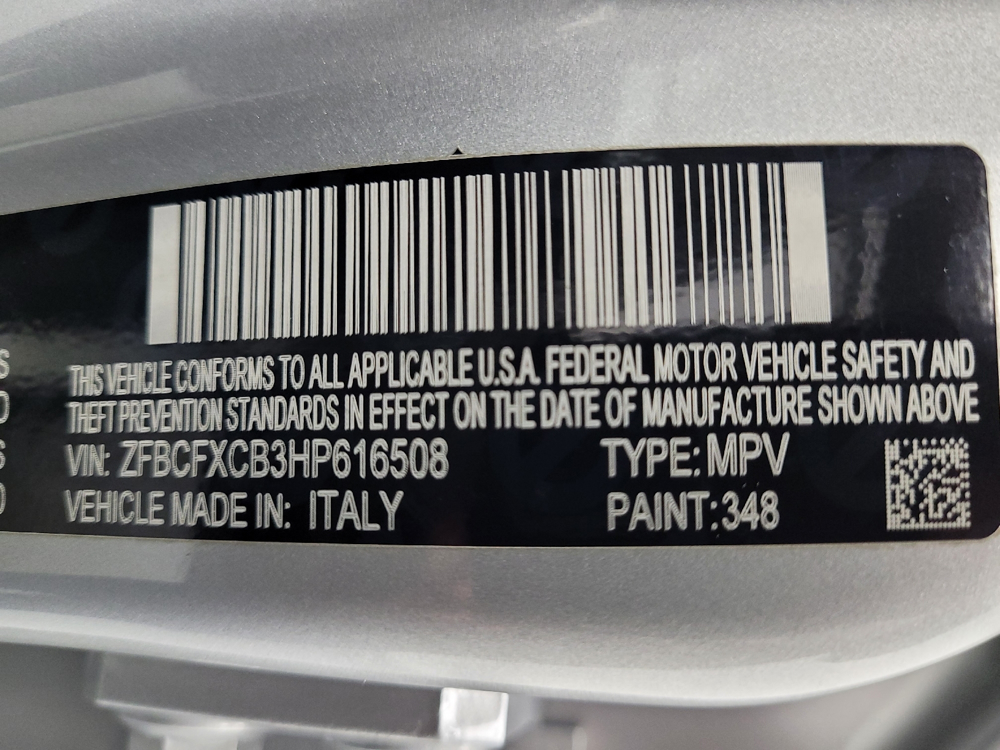 THIS VEHICLE CONFORMS TO ALL APPLICABLE U.S.A. FEDERAL MOTOR VEHICLE SAFETY AND
THEFT PREVENTION STANDARDS IN EFFECT ON THE DATE OF MANUFACTURE SHOWN ABOVE
VIN: ZFBCFXCB3HP616508 TYPE: MPV
VEHICLE MADE IN: ITALY PAINT: 348